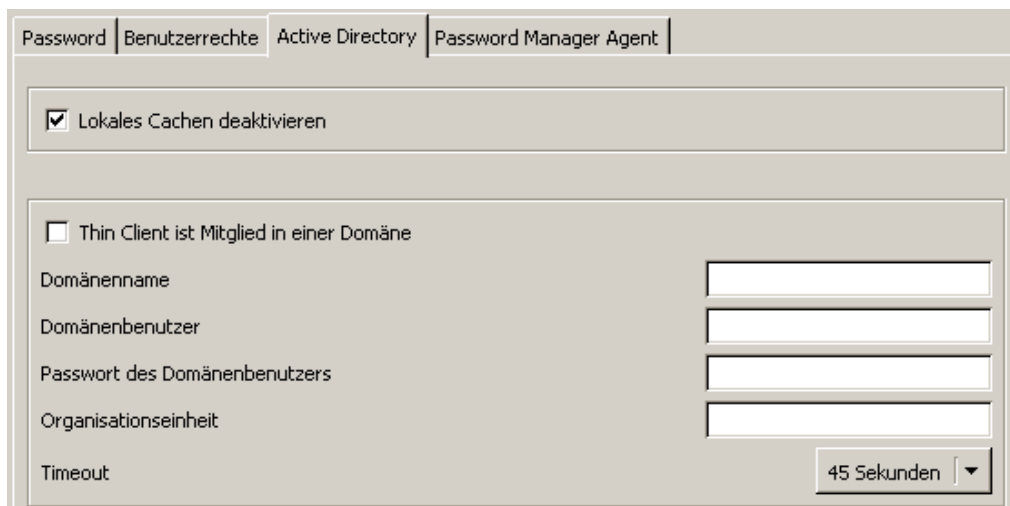 Password Benutzerrechte Active Directory Password Manager Agent
Lokales Cachen deaktivieren
Thin Client ist Mitglied in einer Domäne
Domänenname
Domänenbenutzer
Passwort des Domänenbenutzers
Organisationseinheit
Timeout 45 Sekunden